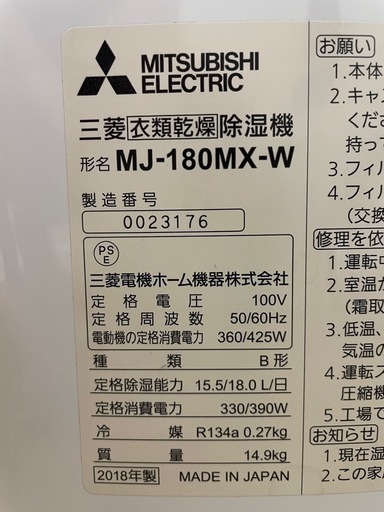 MITSUBISHI
ELECTRIC
三菱衣類乾燥除湿機
形名 MJ-180MX-W
製造番号
0023176
PS
E
三菱電機ホーム機器株式会社
定格電圧 100V
定格周波数 50/60Hz
電動機の定格消費電力 360/425W
種類 B形
定格除湿能力 15.5/18.0 L/日
定格消費電力 330/390W
冷媒 R134a 0.27kg
質量 14.9kg
2018年製 MADE IN JAPAN
お願い
1.本体
2.キャス
くださ
持って
3.フィル
4.フィル
(交換
修理を依
1.運転中
2.室温か
(霜取
3.低温、
気温の
4.運転ス
圧縮機
5.工場で
お知らせ
1.現在湿
2.この家